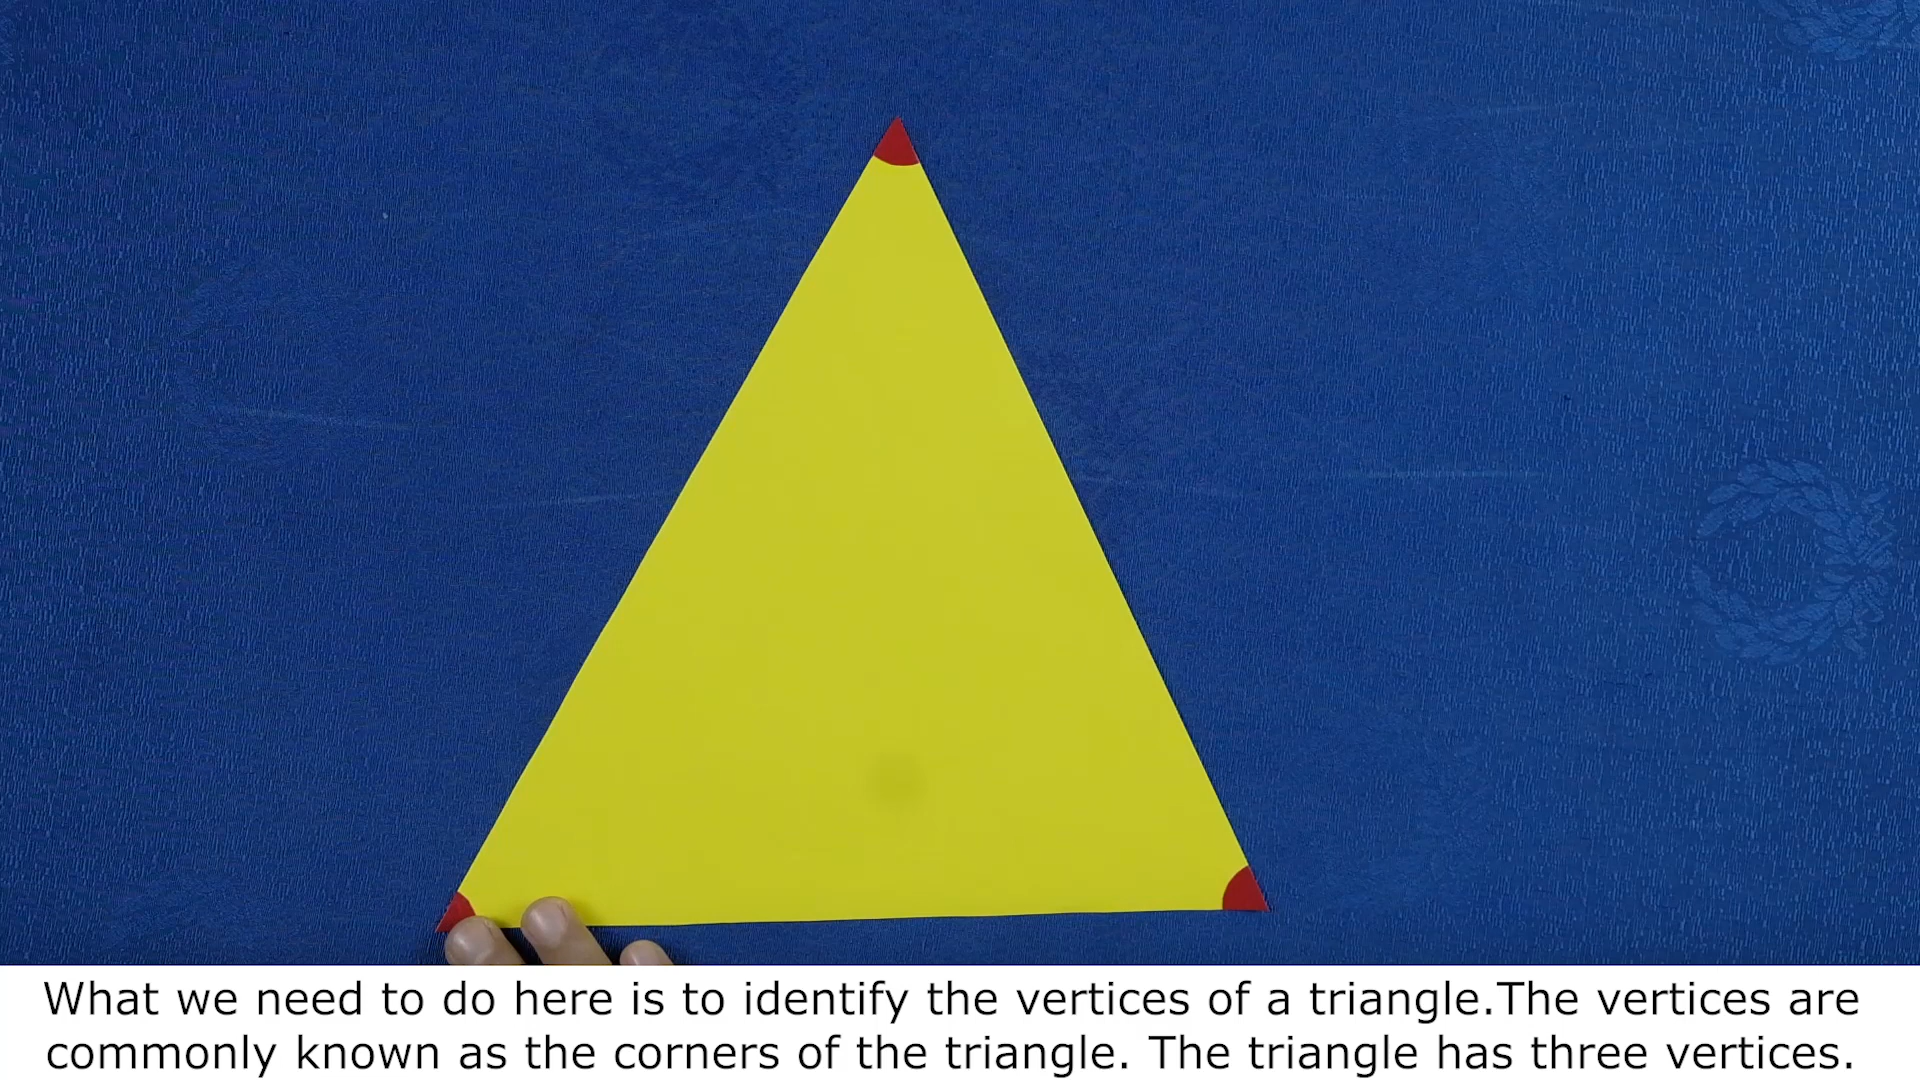 What we need to do here is to identify the vertices of a triangle.The vertices are
commonly known as the corners of the triangle. The triangle has three vertices.